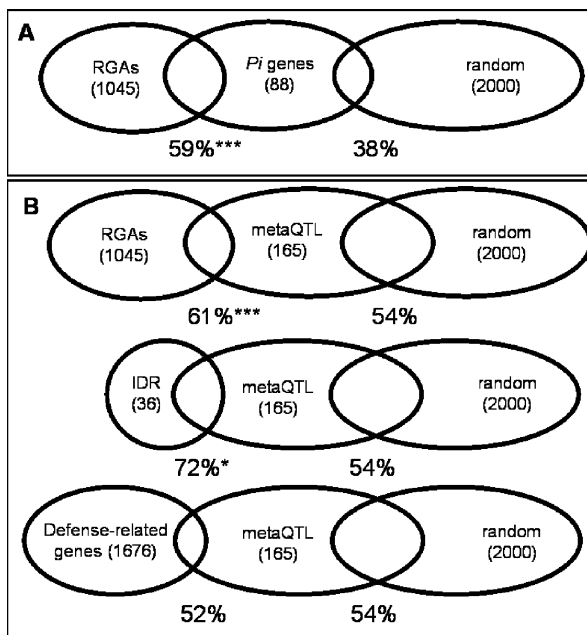 A
RGAs
(1045)
Pi genes
(88)
random
(2000)
59%***
38%
B
RGAs
(1045)
metaQTL
(165)
random
(2000)
61%***
54%
IDR
(36)
metaQTL
(165)
random
(2000)
72%*
54%
Defense-related
genes (1676)
metaQTL
(165)
random
(2000)
52%
54%